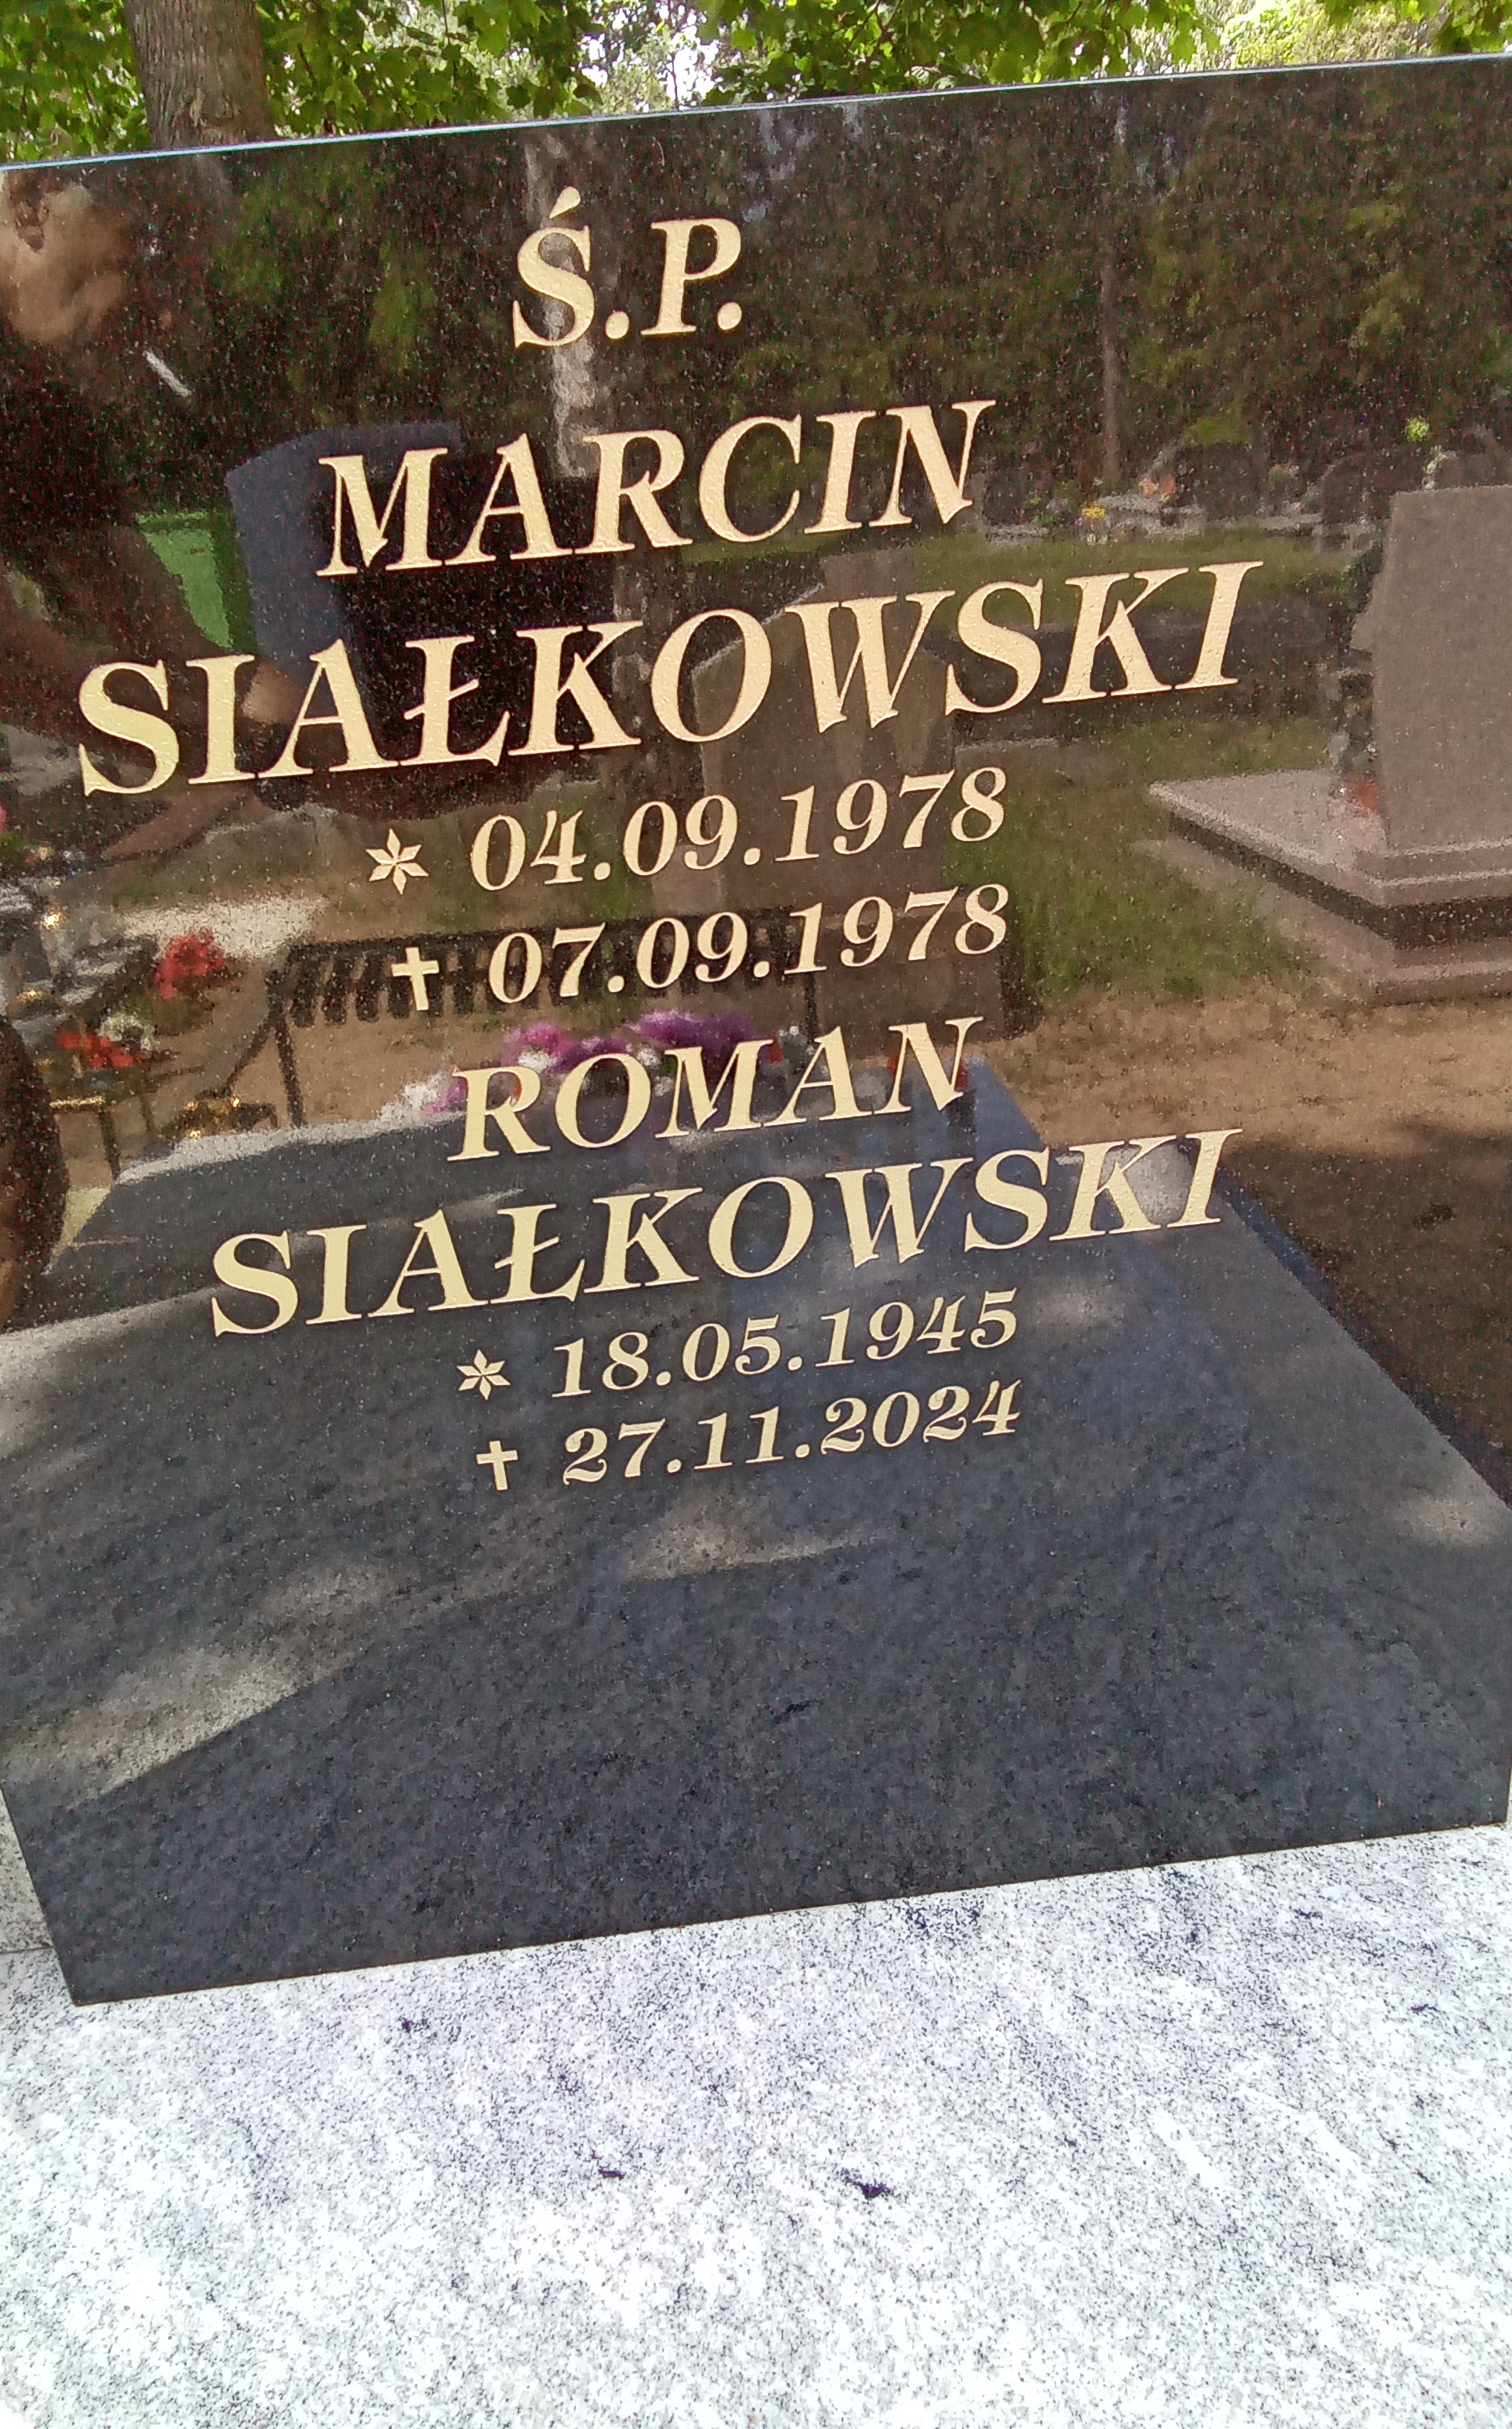 Ś.P.
MARCIN
SIAŁKOWSKI
* 04.09.1978
✝ 07.09.1978
ROMAN
SIAŁKOWSKI
* 18.05.1945
✝ 27.11.2024